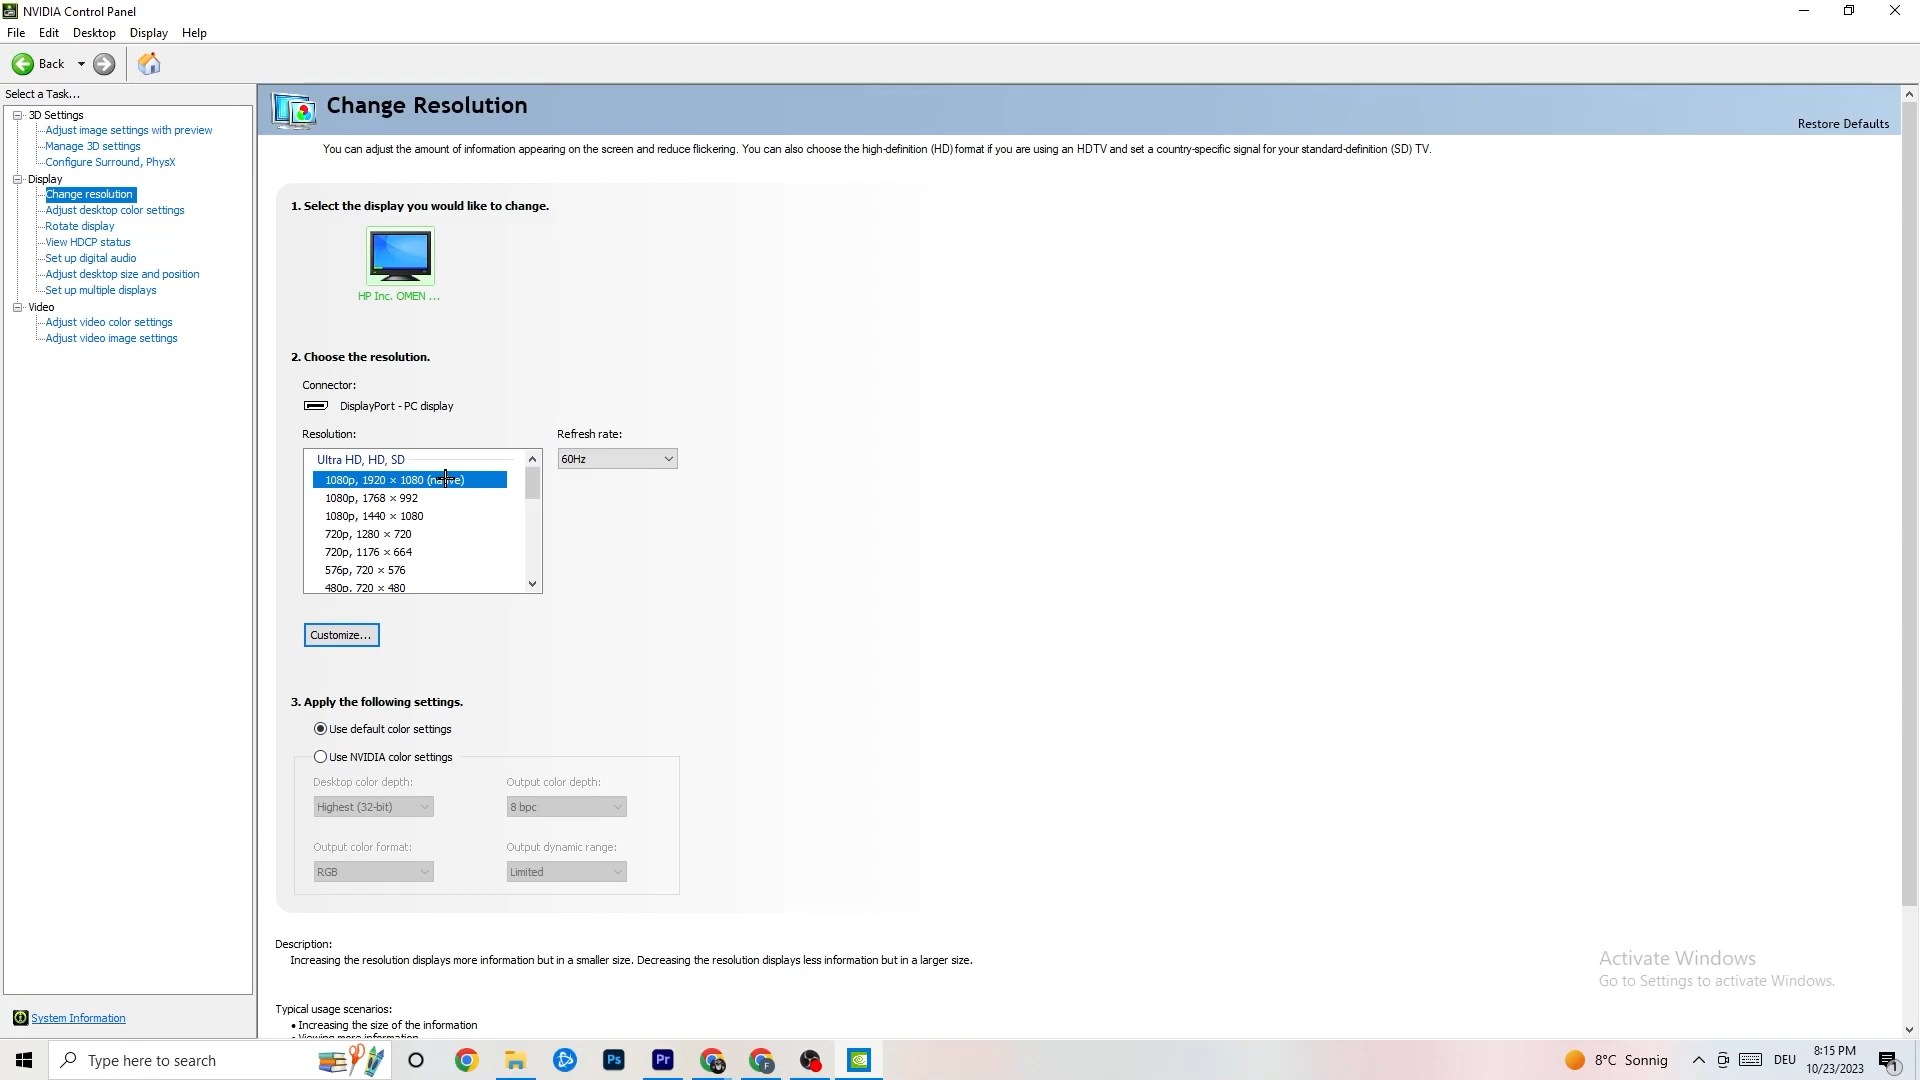 NVIDIA Control Panel
File Edit Desktop Display Help
Back
Select a Task...
3D Settings
Adjust image settings with preview
Manage 3D settings
Configure Surround, PhysX
Display
Change resolution
Adjust desktop color settings
Rotate display
View HDCP status
Set up digital audio
Adjust desktop size and position
Set up multiple displays
Video
Adjust video color settings
Adjust video image settings
System Information
Change Resolution
Restore Defaults
You can adjust the amount of information appearing on the screen and reduce flickering. You can also choose the high-definition (HD) format if you are using an HDTV and set a country-specific signal for your standard-definition (SD) TV.
1. Select the display you would like to change.
HP Inc. OMEN ...
2. Choose the resolution.
Connector:
DisplayPort - PC display
Resolution:
Refresh rate:
Ultra HD, HD, SD
60Hz
1080p, 1920 × 1080 (native)
1080p, 1768 × 992
1080p, 1440 × 1080
720p, 1280 × 720
720p, 1176 × 664
576p, 720 × 576
480p, 720 × 480
Customize...
3. Apply the following settings.
Use default color settings
Use NVIDIA color settings
Desktop color depth:
Output color depth:
Highest (32-bit)
8 bpc
Output color format:
Output dynamic range:
RGB
Limited
Description:
Increasing the resolution displays more information but in a smaller size. Decreasing the resolution displays less information but in a larger size.
Typical usage scenarios:
• Increasing the size of the information
• Viewing more information
Activate Windows
Go to Settings to activate Windows.
Type here to search
Ps
Pr
F
8°C Sonnig
DEU
8:15 PM
10/23/2023
1